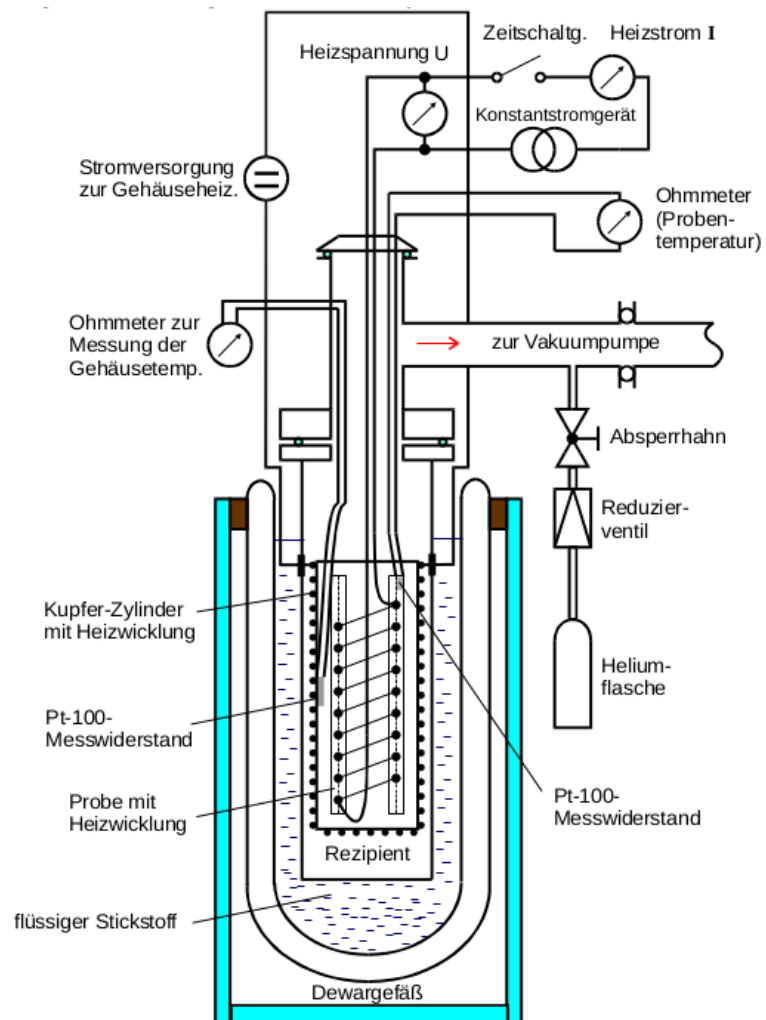 Zeitschaltg.
Heizstrom I
Heizspannung U
Konstantstromgerät
Stromversorgung
zur Gehäuseheiz.
Ohmmeter
(Proben-
temperatur)
Ohmmeter zur
Messung der
Gehäusetemp.
zur Vakuumpumpe
Absperrhahn
Reduzier-
ventil
Kupfer-Zylinder
mit Heizwicklung
Helium-
flasche
Pt-100-
Messwiderstand
Pt-100-
Messwiderstand
Probe mit
Heizwicklung
Rezipient
flüssiger Stickstoff
Dewargefäß